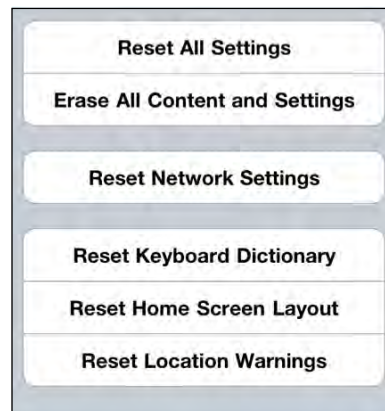 Reset All Settings
Erase All Content and Settings
Reset Network Settings
Reset Keyboard Dictionary
Reset Home Screen Layout
Reset Location Warnings